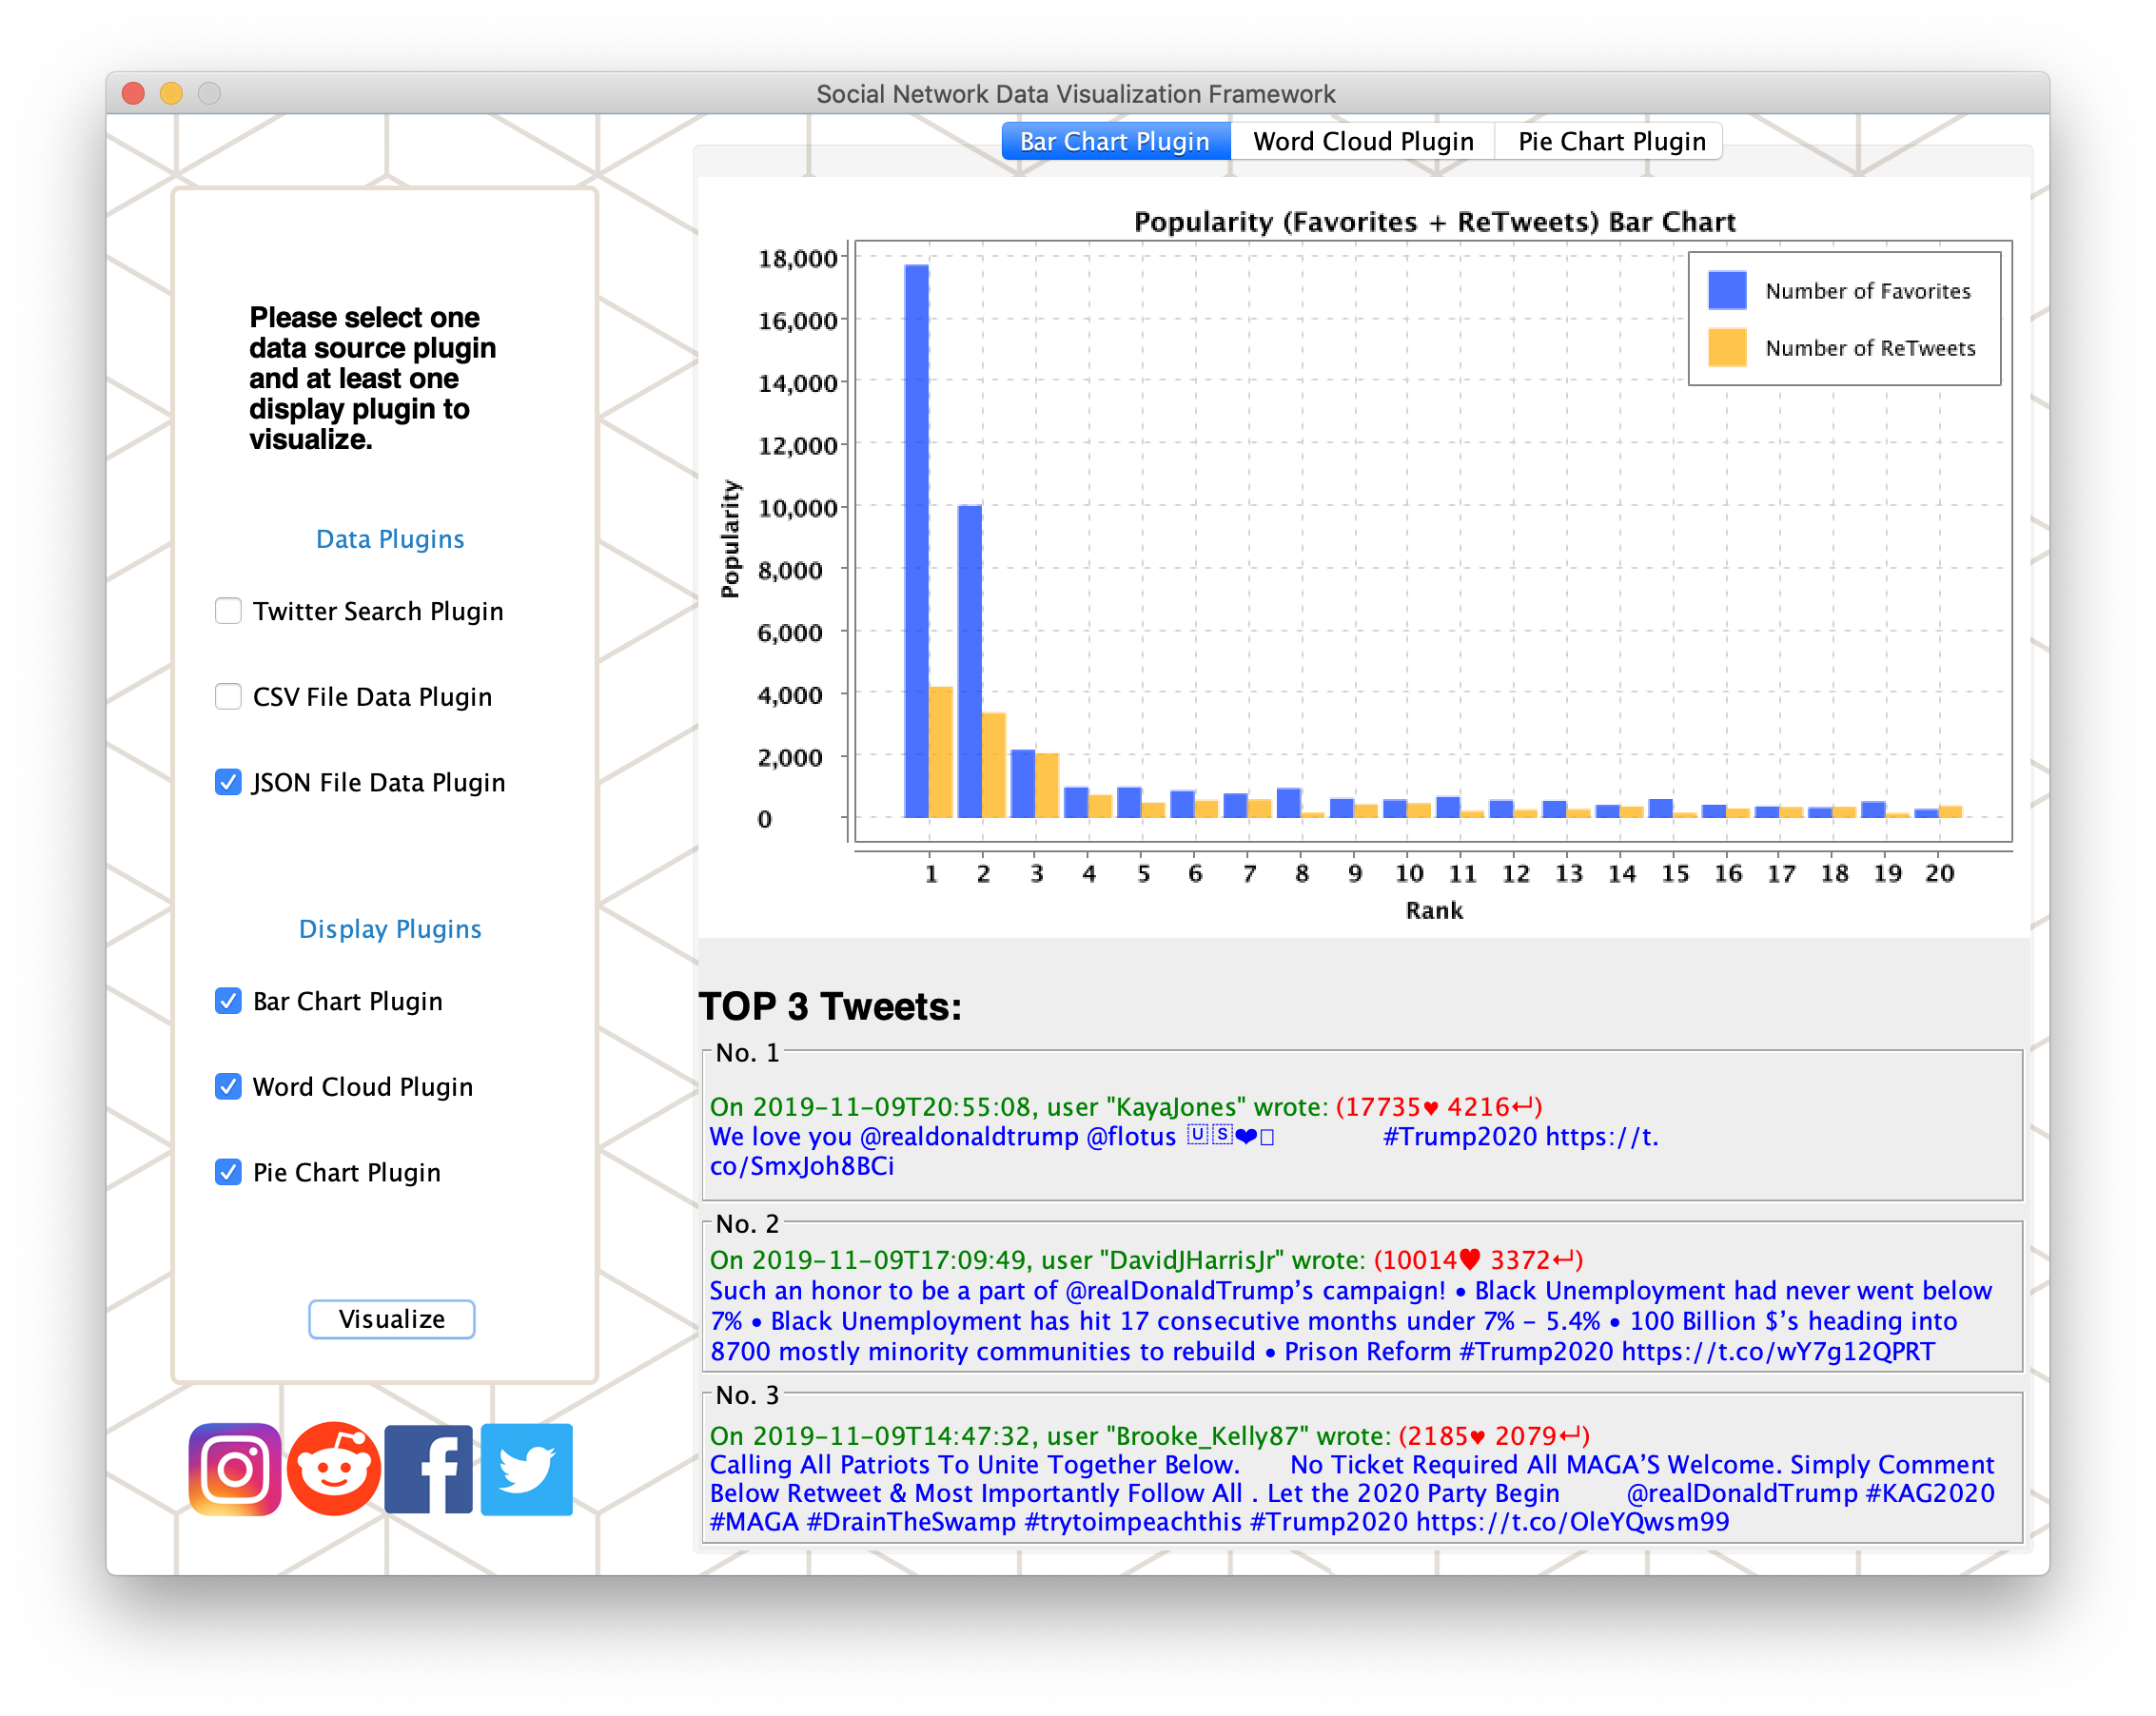 Social Network Data Visualization Framework
Bar Chart Plugin
Word Cloud Plugin
Pie Chart Plugin
Please select one
data source plugin
and at least one
display plugin to
visualize.
Data Plugins
Twitter Search Plugin
CSV File Data Plugin
JSON File Data Plugin
Display Plugins
Bar Chart Plugin
Word Cloud Plugin
Pie Chart Plugin
Visualize
Popularity (Favorites + ReTweets) Bar Chart
Number of Favorites
Number of ReTweets
Popularity
18,000
16,000
14,000
12,000
10,000
8,000
6,000
4,000
2,000
0
1 2 3 4 5 6 7 8 9 10 11 12 13 14 15 16 17 18 19 20
Rank
TOP 3 Tweets:
No. 1
On 2019-11-09T20:55:08, user "KayaJones" wrote: (17735♥ 4216↵)
We love you @realdonaldtrump @flotus 🇺🇸❤️ #Trump2020 https://t.
co/SmxJoh8BCi
No. 2
On 2019-11-09T17:09:49, user "DavidJHarrisJr" wrote: (10014♥ 3372↵)
Such an honor to be a part of @realDonaldTrump’s campaign! • Black Unemployment had never went below
7% • Black Unemployment has hit 17 consecutive months under 7% - 5.4% • 100 Billion $’s heading into
8700 mostly minority communities to rebuild • Prison Reform #Trump2020 https://t.co/wY7g12QPRT
No. 3
On 2019-11-09T14:47:32, user "Brooke_Kelly87" wrote: (2185♥ 2079↵)
Calling All Patriots To Unite Together Below. No Ticket Required All MAGA’S Welcome. Simply Comment
Below Retweet & Most Importantly Follow All . Let the 2020 Party Begin @realDonaldTrump #KAG2020
#MAGA #DrainTheSwamp #trytoimpeachthis #Trump2020 https://t.co/OleYQwsm99